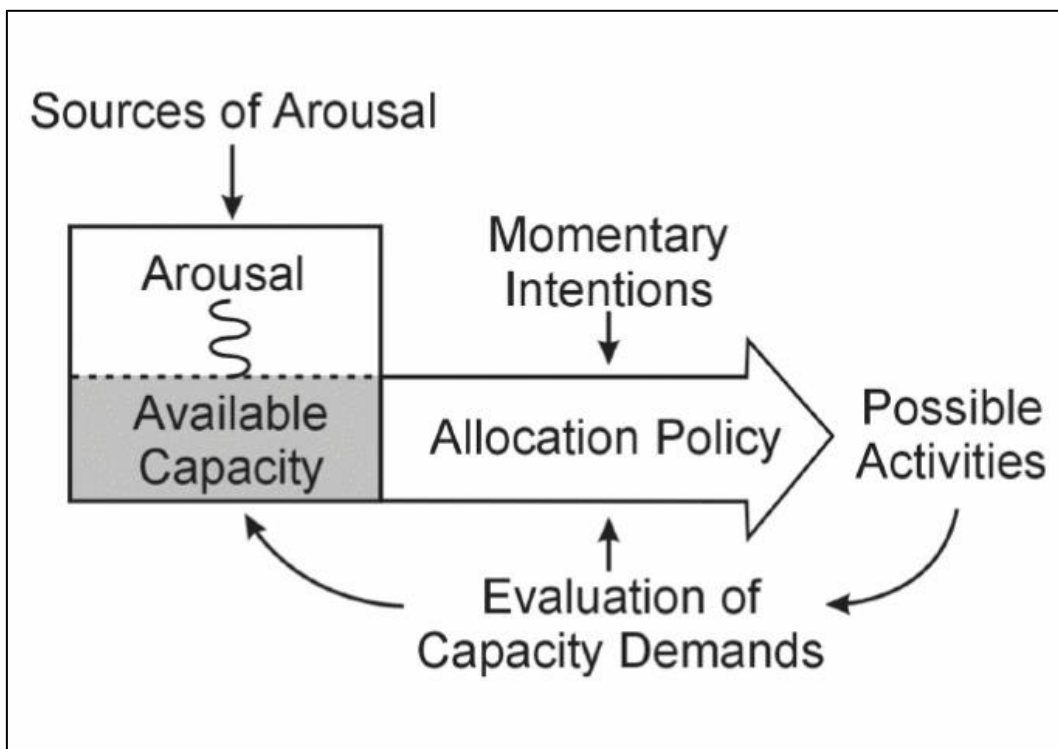 Sources of Arousal
Arousal
Available
Capacity
Momentary
Intentions
Allocation Policy
Possible
Activities
Evaluation of
Capacity Demands